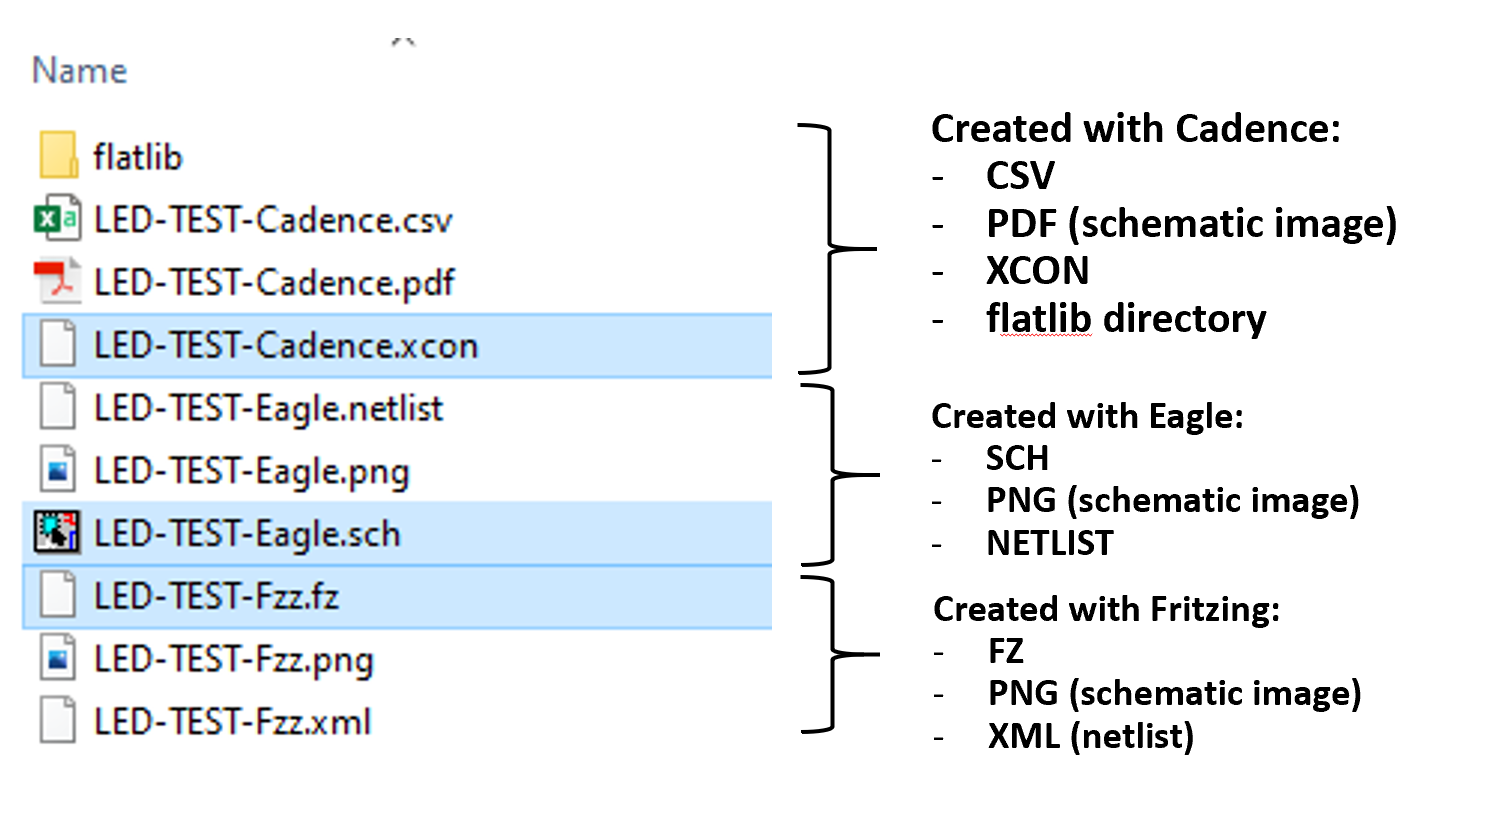 Name
flatlib
LED-TEST-Cadence.csv
LED-TEST-Cadence.pdf
LED-TEST-Cadence.xcon
LED-TEST-Eagle.netlist
LED-TEST-Eagle.png
LED-TEST-Eagle.sch
LED-TEST-Fzz.fz
LED-TEST-Fzz.png
LED-TEST-Fzz.xml
Created with Cadence:
- CSV
- PDF (schematic image)
- XCON
- flatlib directory
Created with Eagle:
- SCH
- PNG (schematic image)
- NETLIST
Created with Fritzing:
- FZ
- PNG (schematic image)
- XML (netlist)